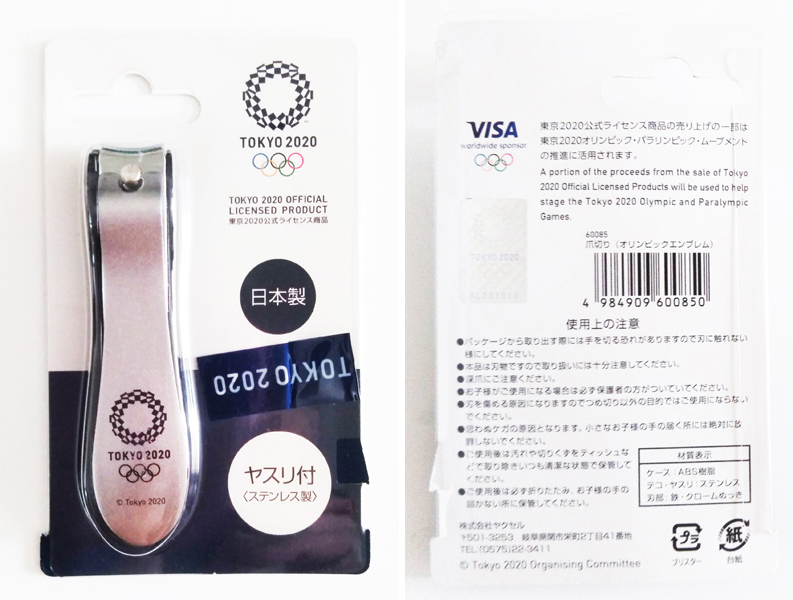 TOKYO 2020
TOKYO 2020 OFFICIAL
LICENSED PRODUCT
東京2020公式ライセンス商品
日本製
TOKYO 2020
ヤスリ付
〈ステンレス製〉
TOKYO 2020
© Tokyo 2020
VISA
worldwide sponsor
東京2020公式ライセンス商品の売り上げの一部は
東京2020オリンピック・パラリンピック・ムーブメント
の推進に活用されます。
A portion of the proceeds from the sale of Tokyo
2020 Official Licensed Products will be used to help
stage the Tokyo 2020 Olympic and Paralympic
Games.
TOKYO 2020
60085
爪切り（オリンピックエンブレム）
4 984909 600850
使用上の注意
●パッケージから取り出す際には手を切る恐れがありますので刃に触れない
様にしてください。
●本品は刃物ですので取り扱いには十分注意してください。
●深爪にご注意ください。
●お子様がご使用になる場合は必ず保護者の方がついていてください。
●刃を傷める原因になりますのでつめ切り以外の目的ではご使用にならない
でください。
●思わぬケガの原因となります。小さなお子様の手の届く所には絶対に放
置しないでください。
●ご使用後は汚れや切りくずをティッシュな
どで取り除きいつも清潔な状態で保管して
ください。
●ご使用後は必ず折りたたみ、お子様の手の
届かない所に保管してください。
材質表示
ケース：ABS樹脂
テコ・ヤスリ：ステンレス
刃部：鉄・クロームめっき
株式会社ヤクセル
〒501-3253 岐阜県関市栄町2丁目41番地
TEL(0575)22-3411
© Tokyo 2020 Organising Committee
プラ
ブリスター
紙
台紙